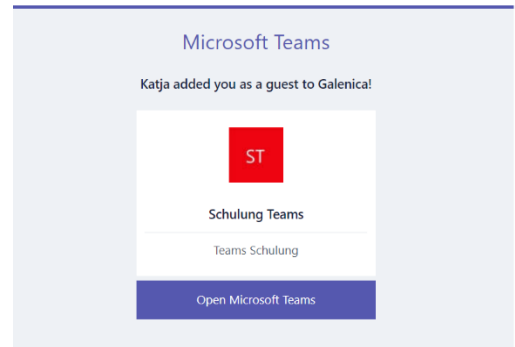 Microsoft Teams
Katja added you as a guest to Galenica!
ST
Schulung Teams
Teams Schulung
Open Microsoft Teams